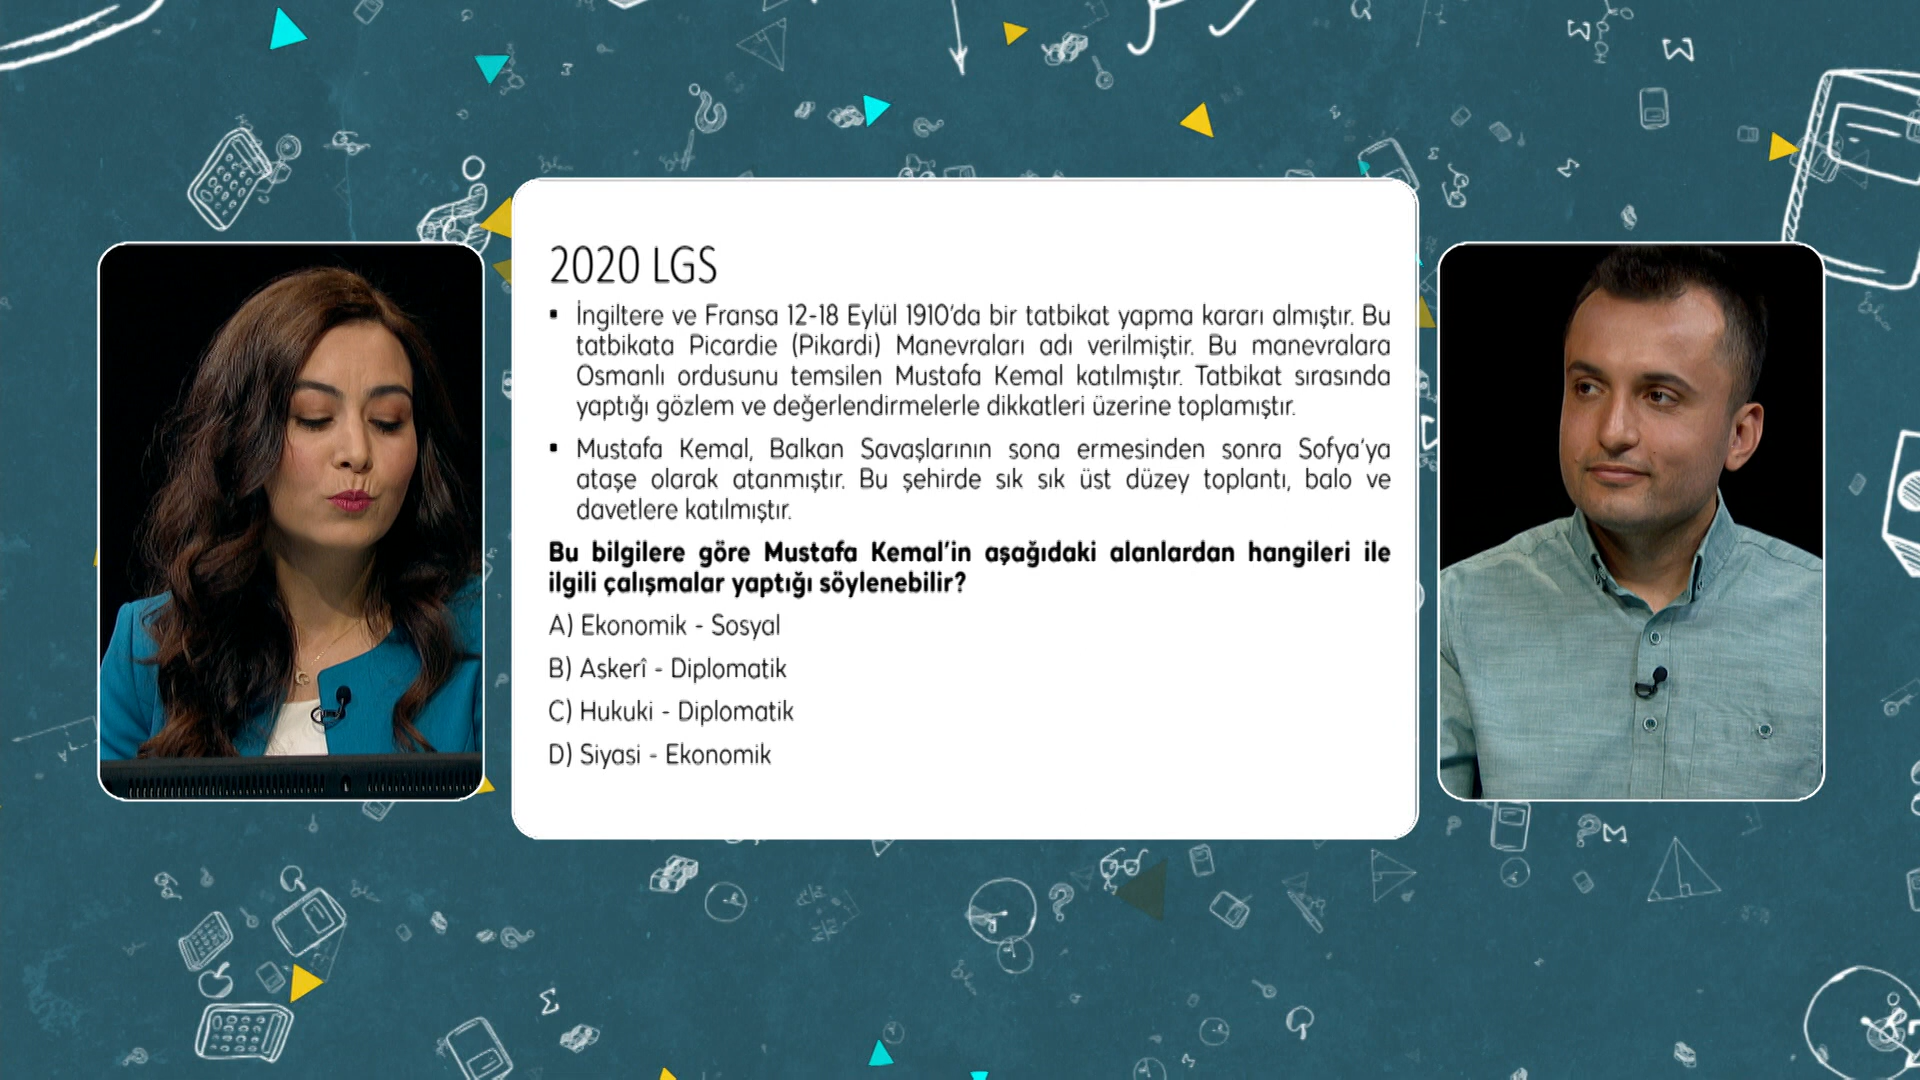 2020 LGS
▪ İngiltere ve Fransa 12-18 Eylül 1910'da bir tatbikat yapma kararı almıştır. Bu
tatbikata Picardie (Pikardi) Manevraları adı verilmiştir. Bu manevralara
Osmanlı ordusunu temsilen Mustafa Kemal katılmıştır. Tatbikat sırasında
yaptığı gözlem ve değerlendirmelerle dikkatleri üzerine toplamıştır.
▪ Mustafa Kemal, Balkan Savaşlarının sona ermesinden sonra Sofya'ya
ataşe olarak atanmıştır. Bu şehirde sık sık üst düzey toplantı, balo ve
davetlere katılmıştır.
Bu bilgilere göre Mustafa Kemal'in aşağıdaki alanlardan hangileri ile
ilgili çalışmalar yaptığı söylenebilir?
A) Ekonomik - Sosyal
B) Askerî - Diplomatik
C) Hukuki - Diplomatik
D) Siyasi - Ekonomik